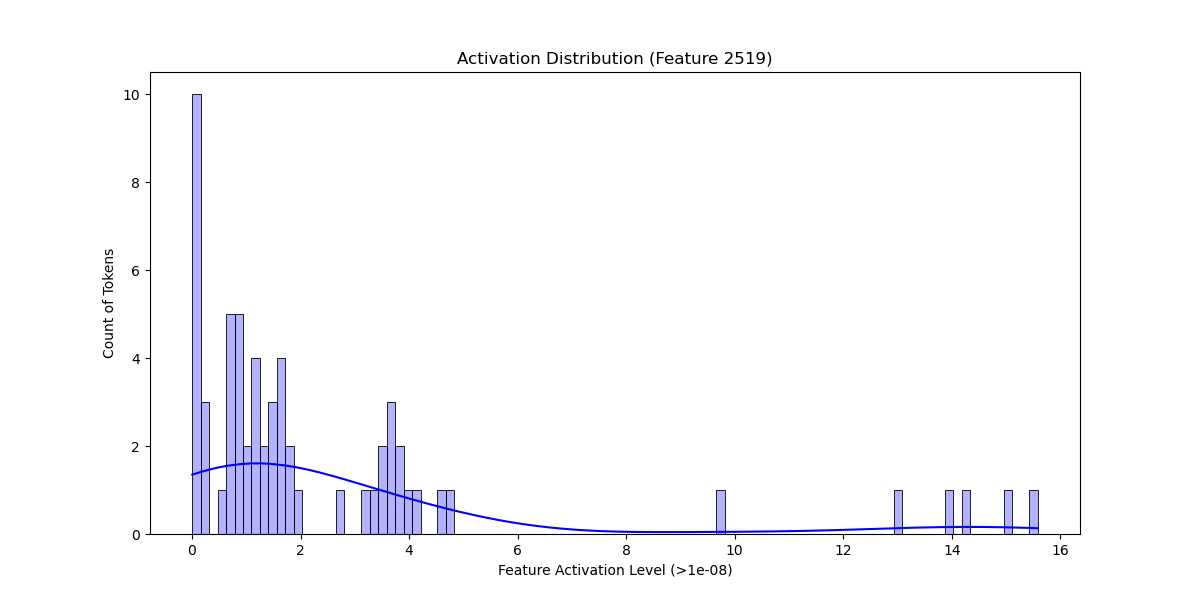 Activation Distribution (Feature 2519)
10
8
6
4
2
0
Count of Tokens
0 2 4 6 8 10 12 14 16
Feature Activation Level (>1e-08)